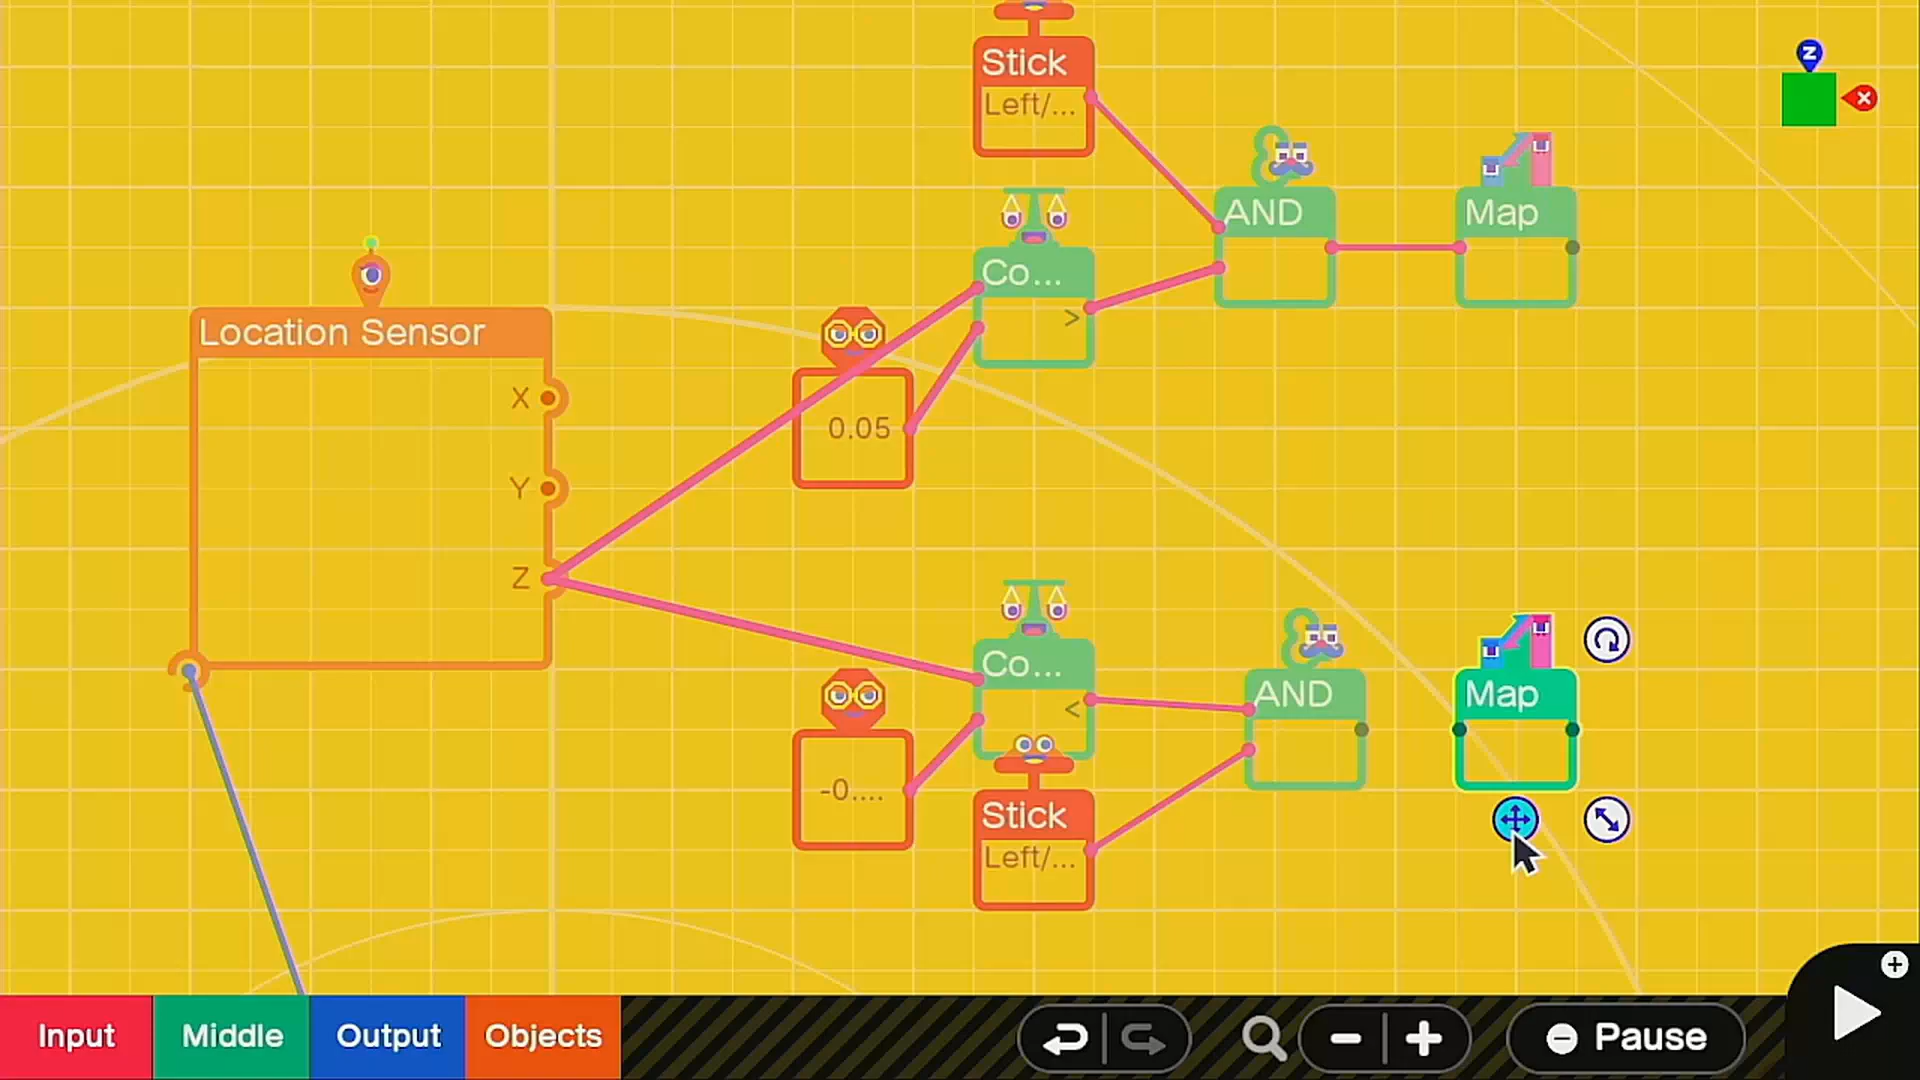 Z
X
Stick
Left/...
AND
Map
Co...
>
Location Sensor
X
0.05
Y
Z
Co...
<
AND
Map
-0....
Stick
Left/...
Input
Middle
Output
Objects
Pause